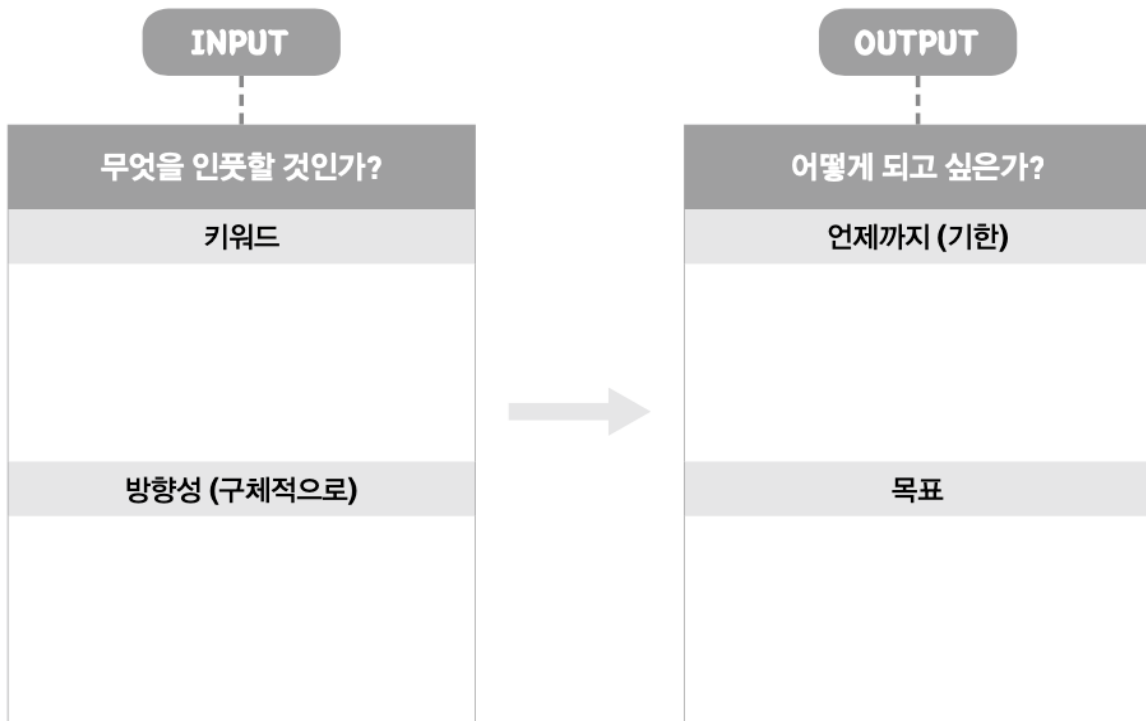 INPUT
무엇을 인풋할 것인가?
키워드
방향성 (구체적으로)
OUTPUT
어떻게 되고 싶은가?
언제까지 (기한)
목표